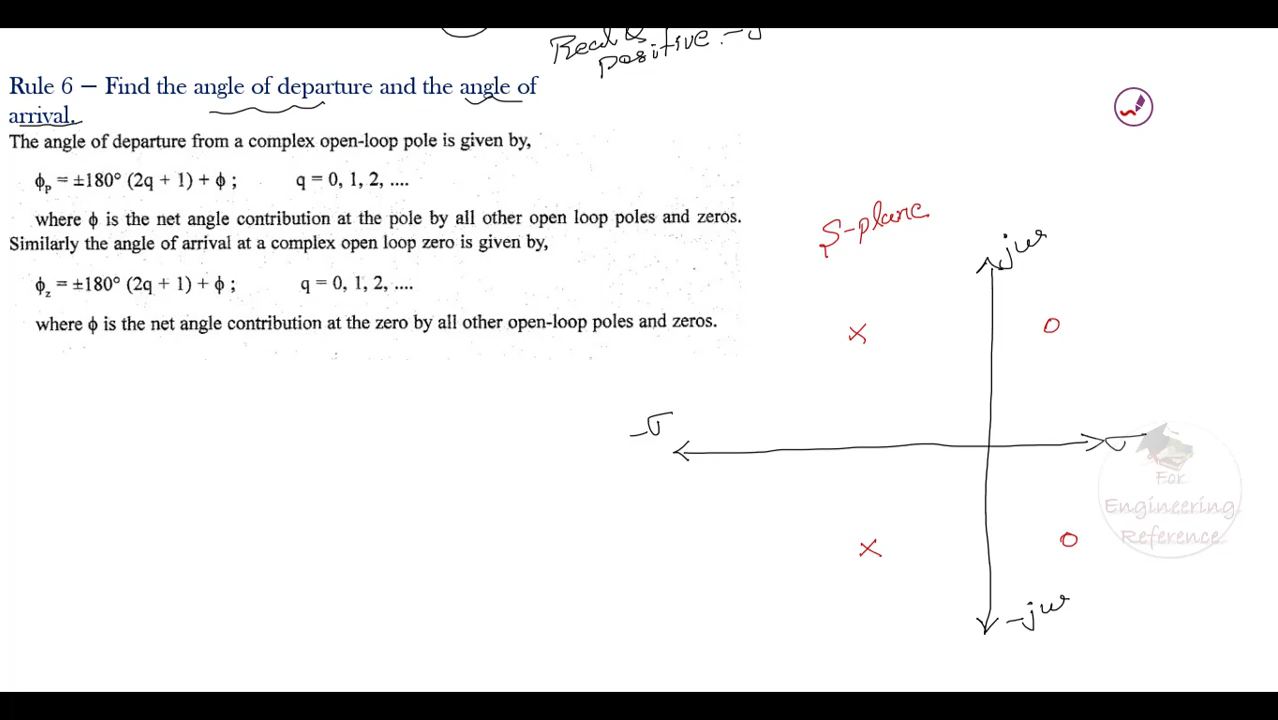 Real &
positive :-
Rule 6 – Find the angle of departure and the angle of
arrival.
The angle of departure from a complex open-loop pole is given by,
ϕp = ±180° (2q + 1) + ϕ ; q = 0, 1, 2, ....
where ϕ is the net angle contribution at the pole by all other open loop poles and zeros.
Similarly the angle of arrival at a complex open loop zero is given by,
ϕz = ±180° (2q + 1) + ϕ ; q = 0, 1, 2, ....
where ϕ is the net angle contribution at the zero by all other open-loop poles and zeros.
S-plane
jω
-σ
σ
-jω
For
Engineering
Reference